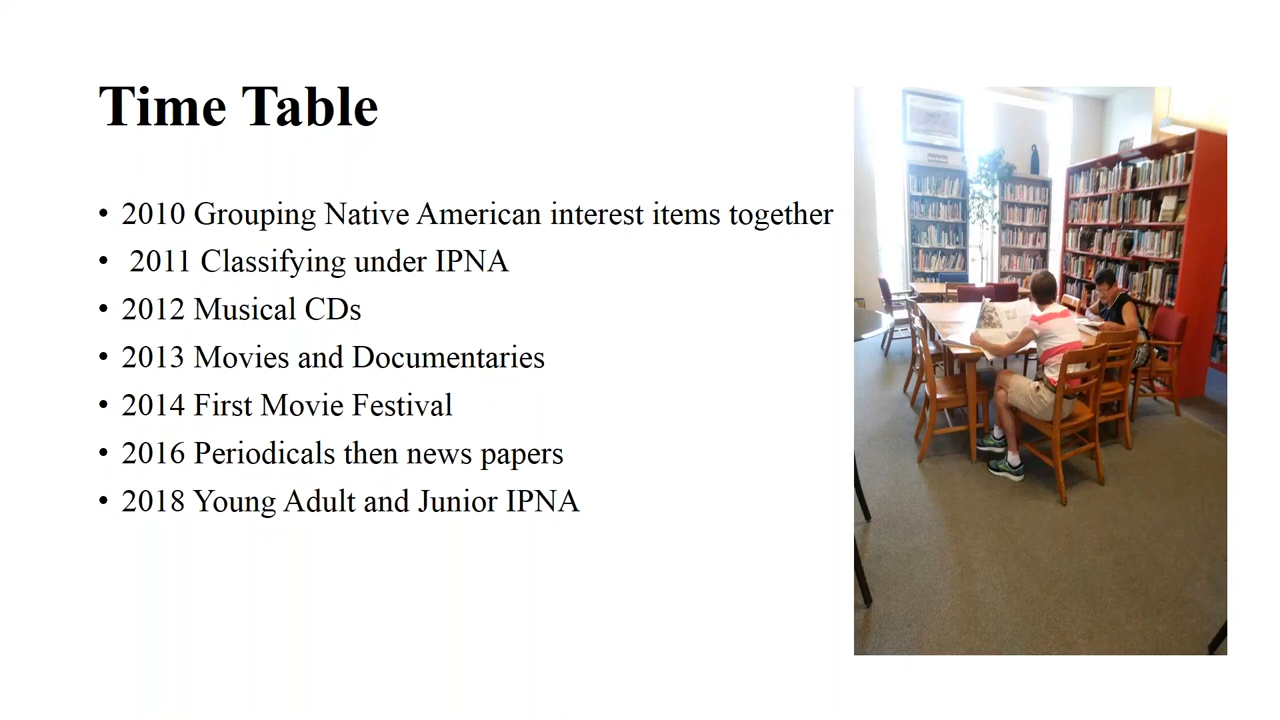 Time Table
• 2010 Grouping Native American interest items together
• 2011 Classifying under IPNA
• 2012 Musical CDs
• 2013 Movies and Documentaries
• 2014 First Movie Festival
• 2016 Periodicals then news papers
• 2018 Young Adult and Junior IPNA